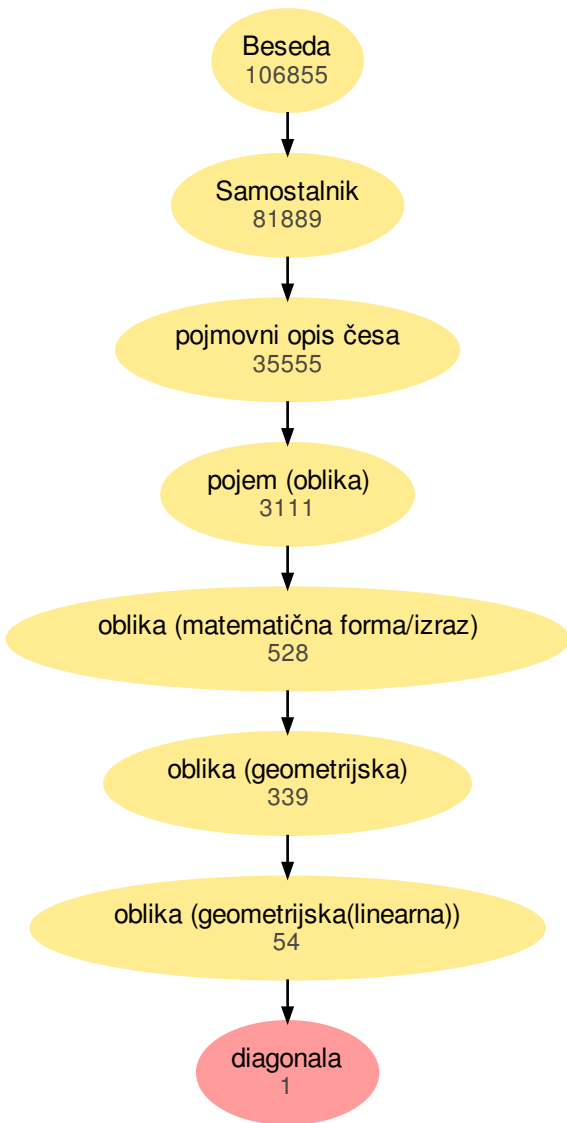 Beseda
106855
Samostalnik
81889
pojmovni opis česa
35555
pojem (oblika)
3111
oblika (matematična forma/izraz)
528
oblika (geometrijska)
339
oblika (geometrijska(linearna))
54
diagonala
1